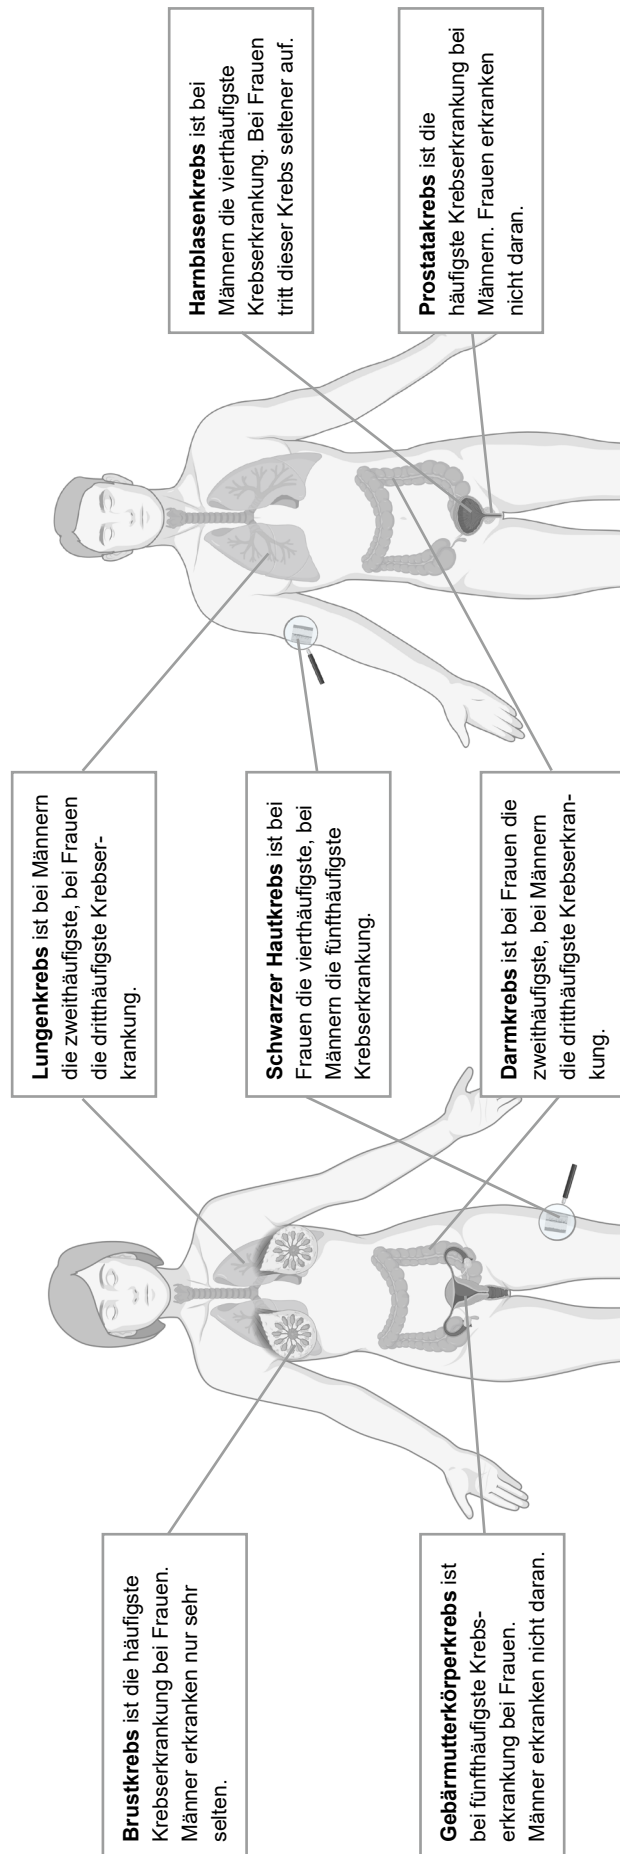 Brustkrebs ist die häufigste
Krebserkrankung bei Frauen.
Männer erkranken nur sehr
selten.
Gebärmutterkörperkrebs ist
bei fünfthäufigste Krebs-
erkrankung bei Frauen.
Männer erkranken nicht daran.
Lungenkrebs ist bei Männern
die zweithäufigste, bei Frauen
die dritthäufigste Krebser-
krankung.
Schwarzer Hautkrebs ist bei
Frauen die vierthäufigste, bei
Männern die fünfthäufigste
Krebserkrankung.
Darmkrebs ist bei Frauen die
zweithäufigste, bei Männern
die dritthäufigste Krebserkran-
kung.
Harnblasenkrebs ist bei
Männern die vierthäufigste
Krebserkrankung. Bei Frauen
tritt dieser Krebs seltener auf.
Prostatakrebs ist die
häufigste Krebserkrankung bei
Männern. Frauen erkranken
nicht daran.